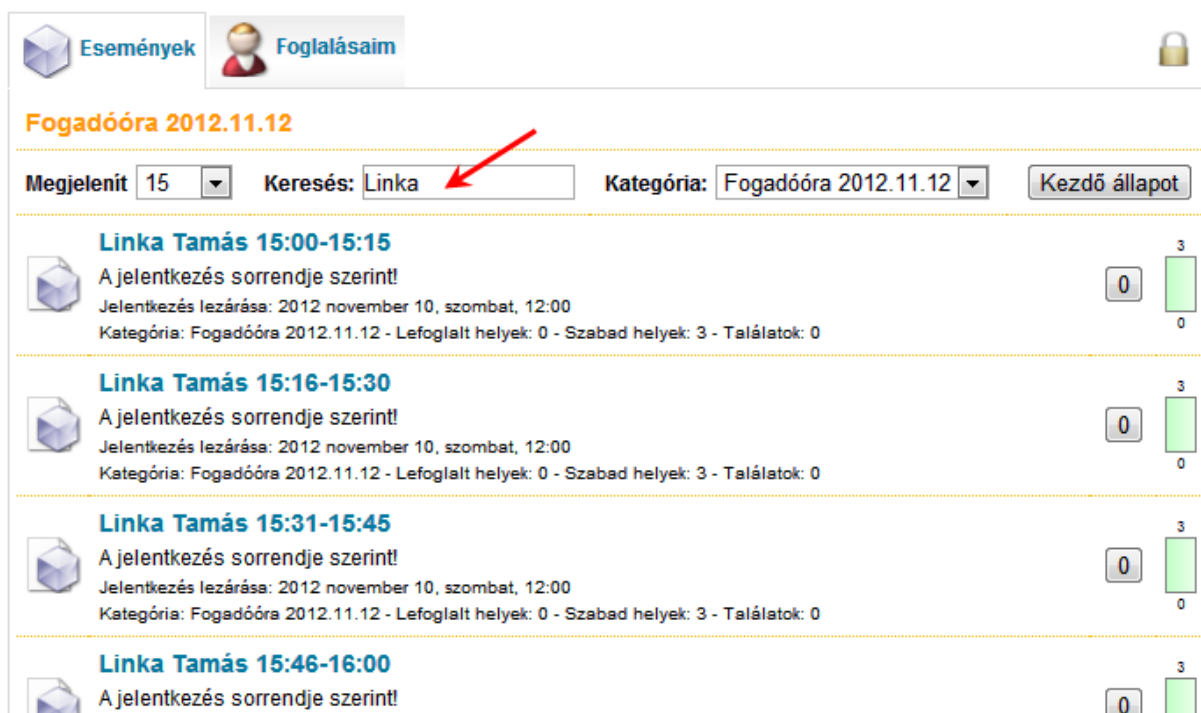 Események Foglalásaim
Fogadóóra 2012.11.12
Megjelenít 15 Keresés: Linka Kategória: Fogadóóra 2012.11.12 Kezdő állapot
Linka Tamás 15:00-15:15
A jelentkezés sorrendje szerint!
Jelentkezés lezárása: 2012 november 10, szombat, 12:00
Kategória: Fogadóóra 2012.11.12 - Lefoglalt helyek: 0 - Szabad helyek: 3 - Találatok: 0
0
3
0
Linka Tamás 15:16-15:30
A jelentkezés sorrendje szerint!
Jelentkezés lezárása: 2012 november 10, szombat, 12:00
Kategória: Fogadóóra 2012.11.12 - Lefoglalt helyek: 0 - Szabad helyek: 3 - Találatok: 0
0
3
0
Linka Tamás 15:31-15:45
A jelentkezés sorrendje szerint!
Jelentkezés lezárása: 2012 november 10, szombat, 12:00
Kategória: Fogadóóra 2012.11.12 - Lefoglalt helyek: 0 - Szabad helyek: 3 - Találatok: 0
0
3
0
Linka Tamás 15:46-16:00
A jelentkezés sorrendje szerint!
0
3